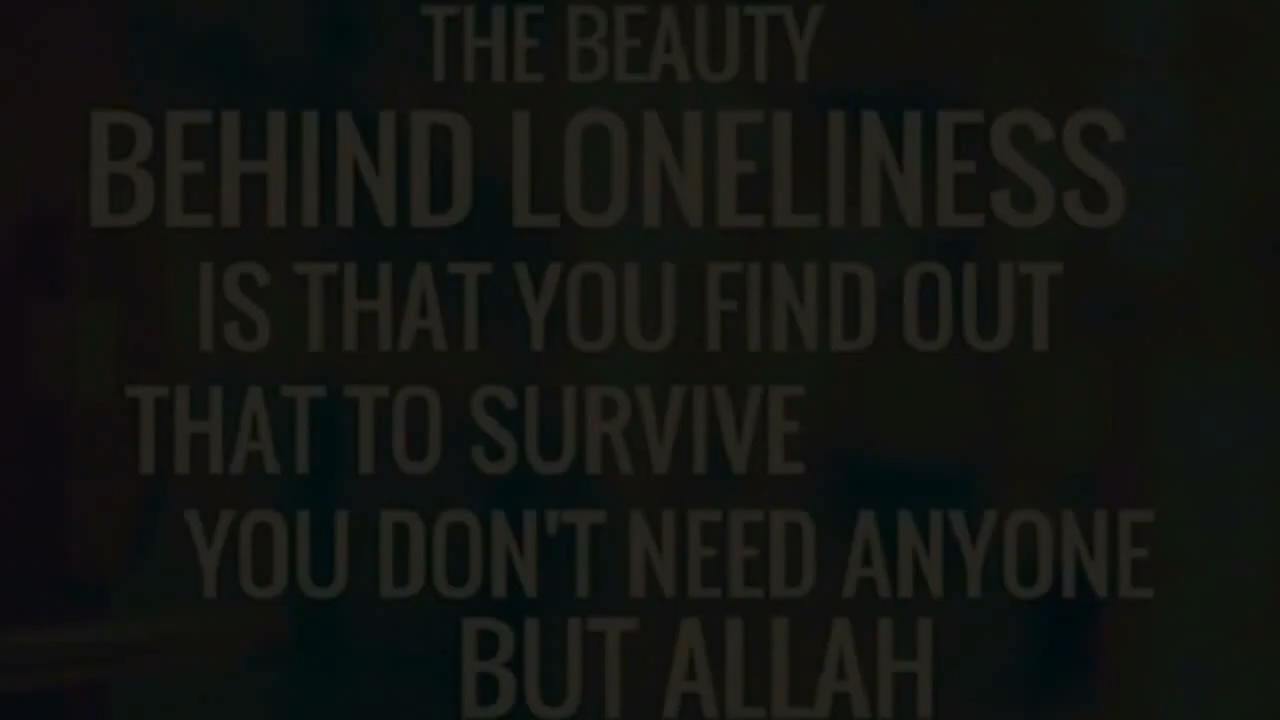 THE BEAUTY
BEHIND LONELINESS
IS THAT YOU FIND OUT
THAT TO SURVIVE
YOU DON'T NEED ANYONE
BUT ALLAH